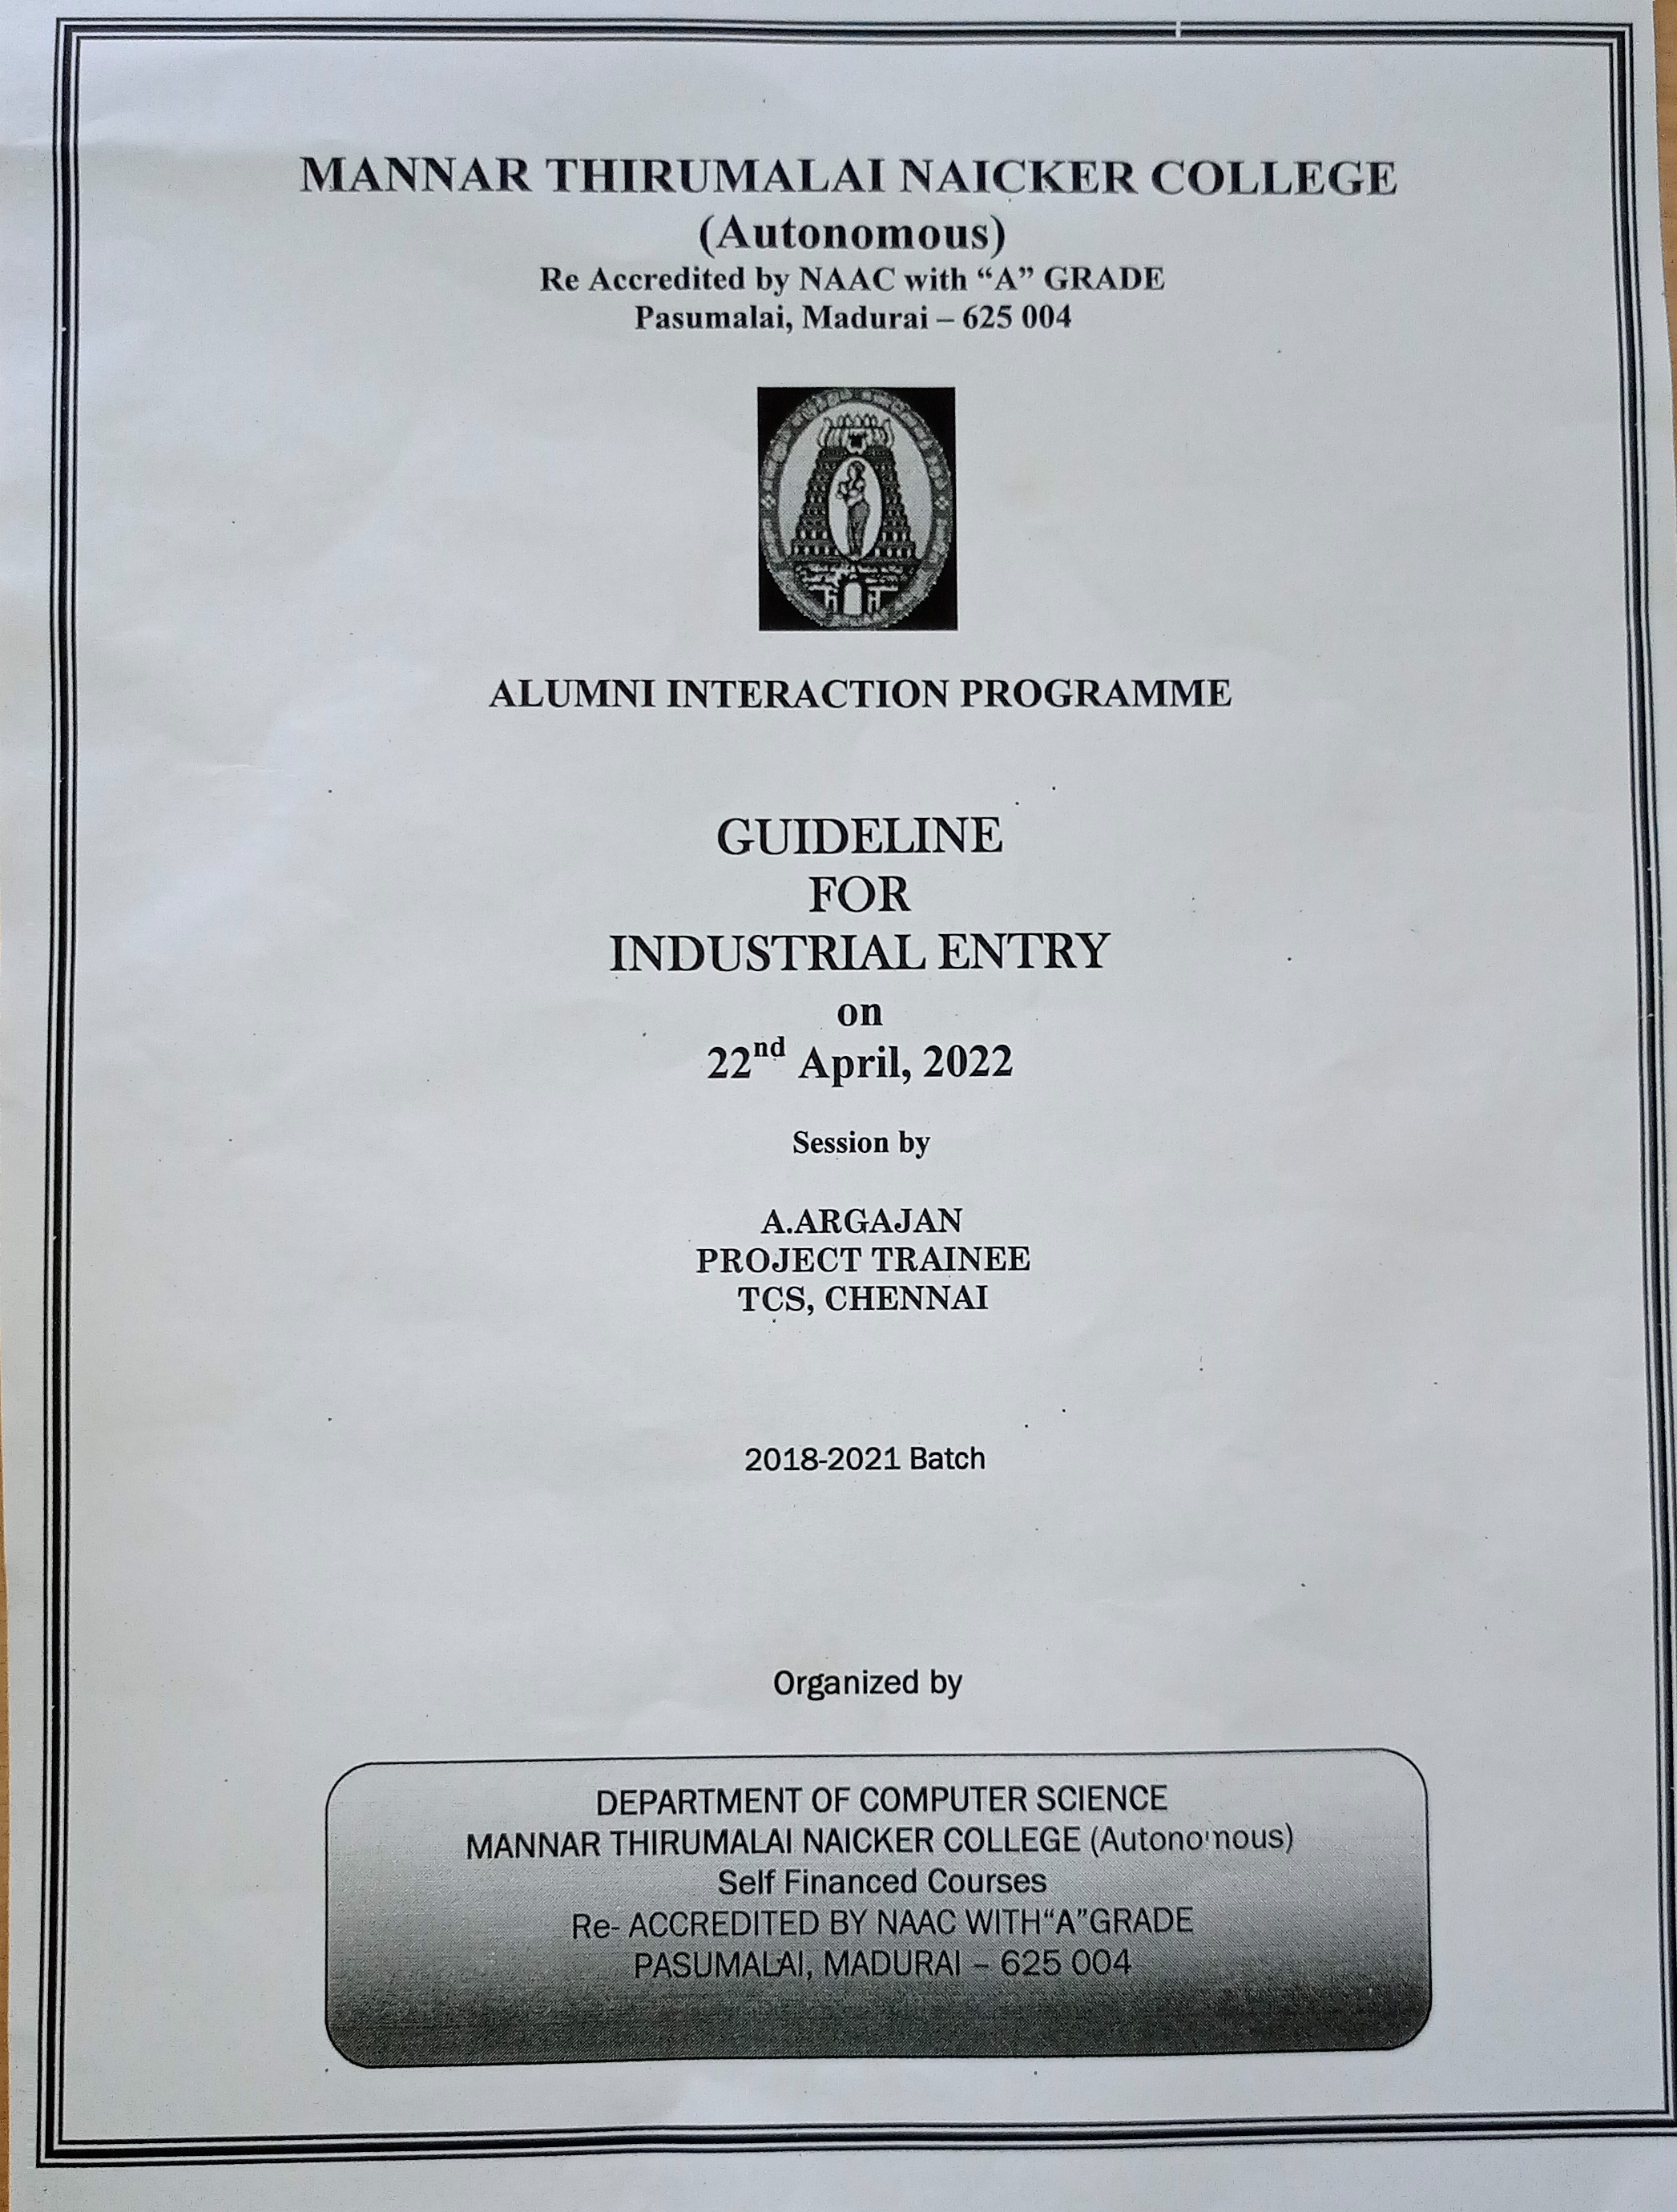 MANNAR THIRUMALAI NAICKER COLLEGE
(Autonomous)
Re Accredited by NAAC with “A” GRADE
Pasumalai, Madurai – 625 004
ALUMNI INTERACTION PROGRAMME
GUIDELINE
FOR
INDUSTRIAL ENTRY
on
22nd April, 2022
Session by
A.ARGAJAN
PROJECT TRAINEE
TCS, CHENNAI
2018-2021 Batch
Organized by
DEPARTMENT OF COMPUTER SCIENCE
MANNAR THIRUMALAI NAICKER COLLEGE (Autonomous)
Self Financed Courses
Re- ACCREDITED BY NAAC WITH“A”GRADE
PASUMALAI, MADURAI – 625 004